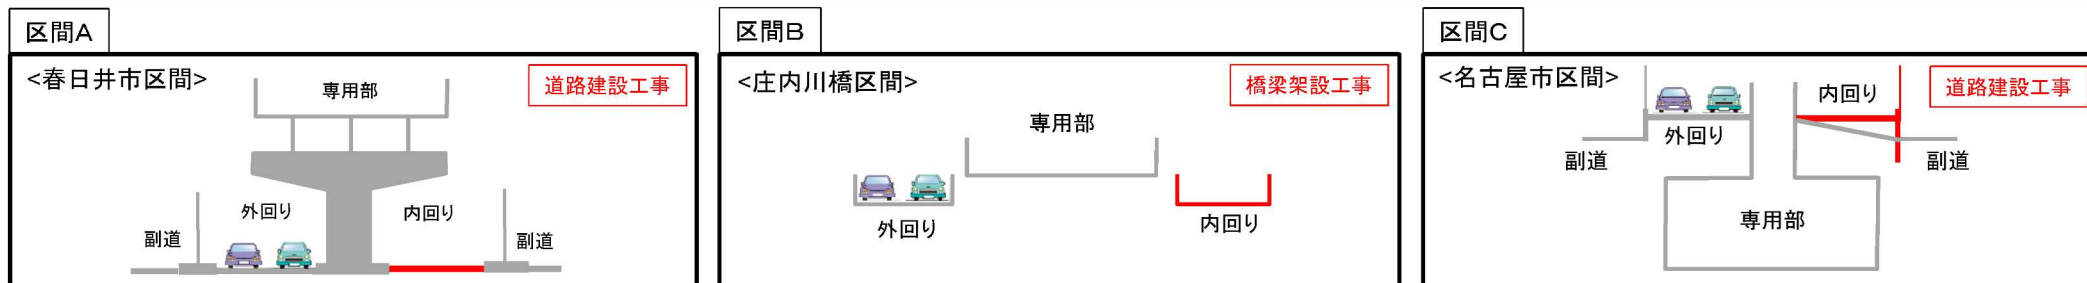 区間A
<春日井市区間>
道路建設工事
専用部
外回り
内回り
副道
副道
区間B
<庄内川橋区間>
橋梁架設工事
専用部
外回り
内回り
区間C
<名古屋市区間>
内回り
道路建設工事
外回り
副道
副道
専用部